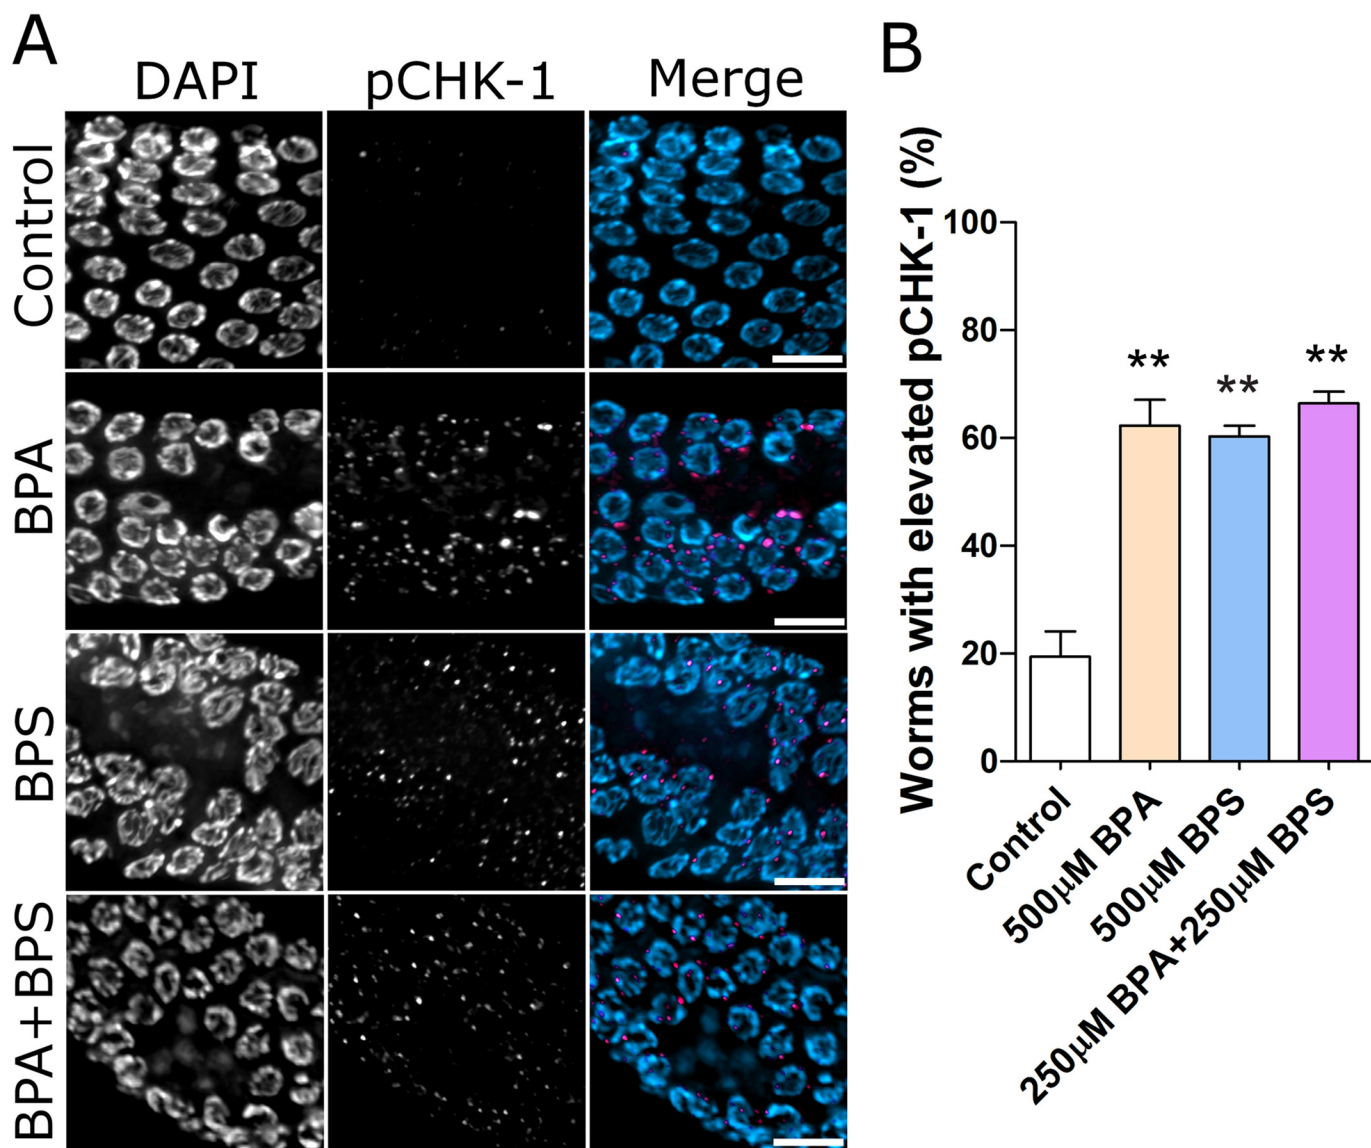 A
DAPI
pCHK-1
Merge
Control
BPA
BPS
BPA+BPS
B
Worms with elevated pCHK-1 (%)
100
80
60
40
20
0
**
**
**
Control
500μM BPA
500μM BPS
250μM BPA+250μM BPS